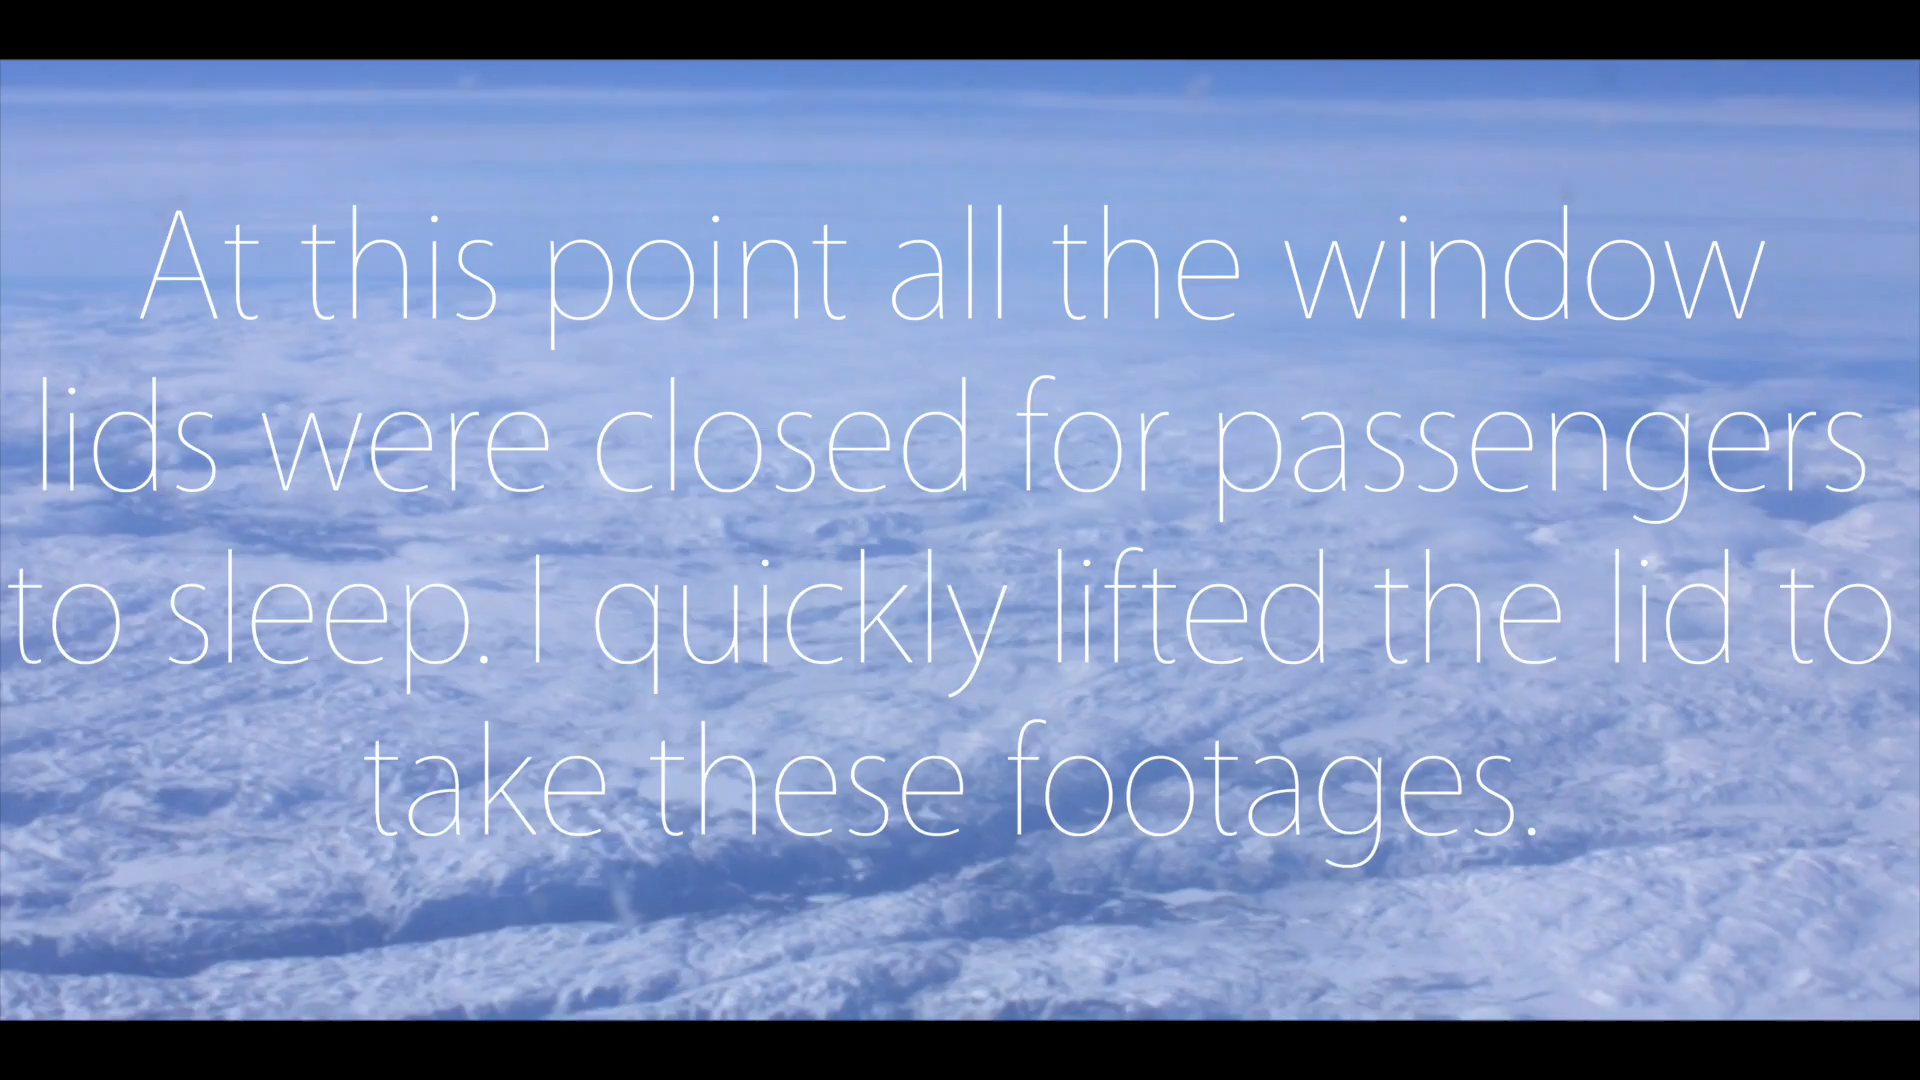 At this point all the window
lids were closed for passengers
to sleep. I quickly lifted the lid to
take these footages.